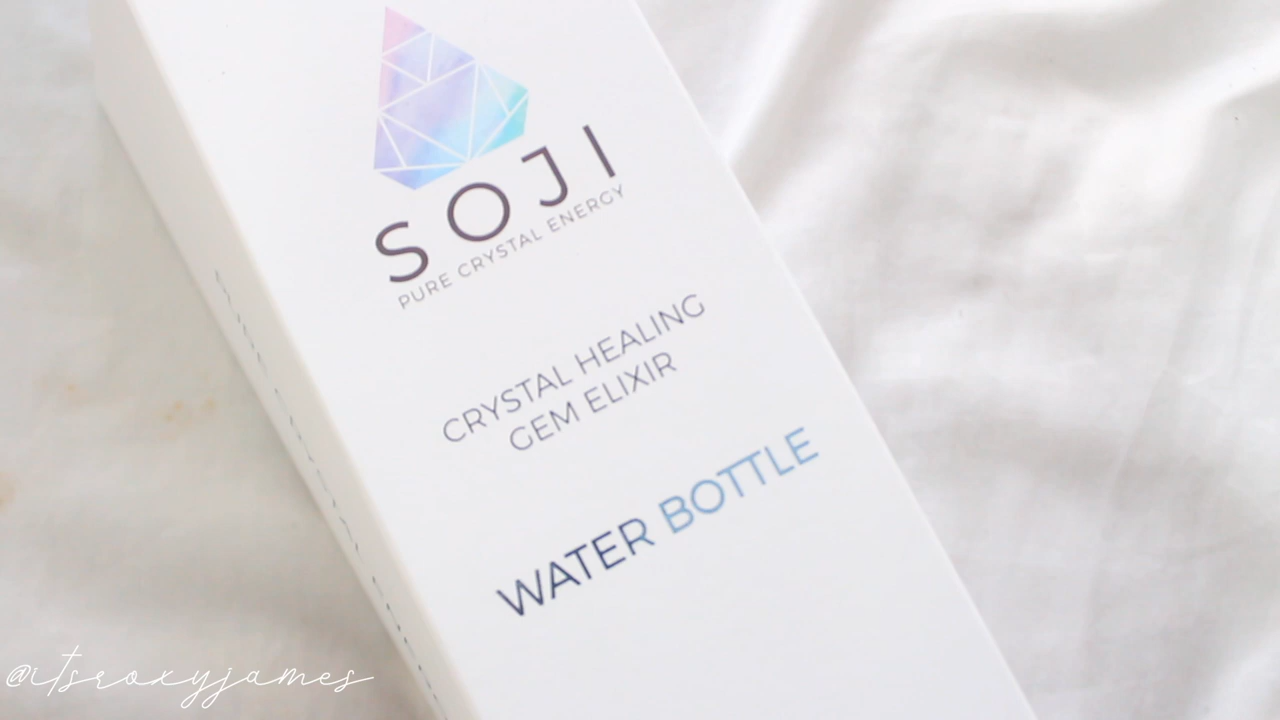 SOJI
PURE CRYSTAL ENERGY
CRYSTAL HEALING
GEM ELIXIR
WATER BOTTLE
@itsroxyjames